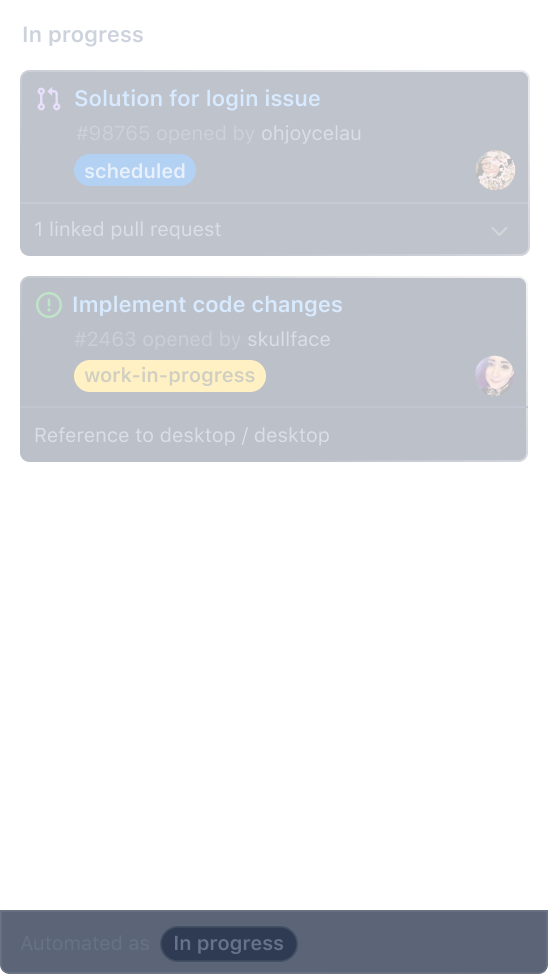 In progress
Solution for login issue
#98765 opened by ohjoycelau
scheduled
1 linked pull request
Implement code changes
#2463 opened by skullface
work-in-progress
Reference to desktop / desktop
Automated as In progress